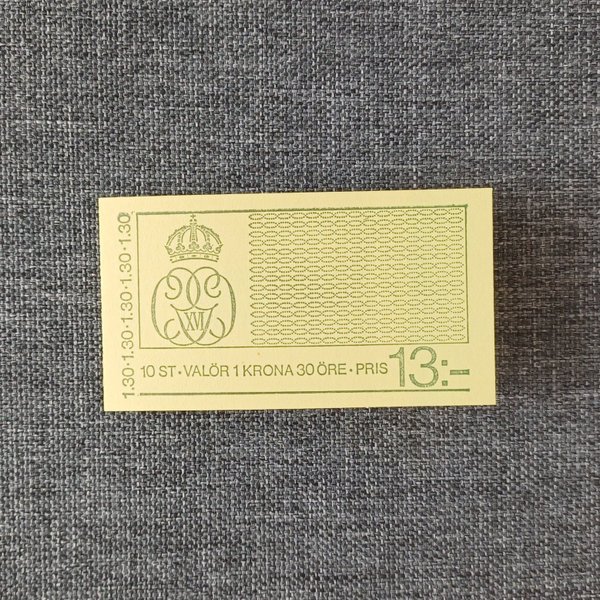 1.30·1.30·1.30·1.30·1.30
XVI
10 ST · VALÖR 1 KRONA 30 ÖRE · PRIS 13:-